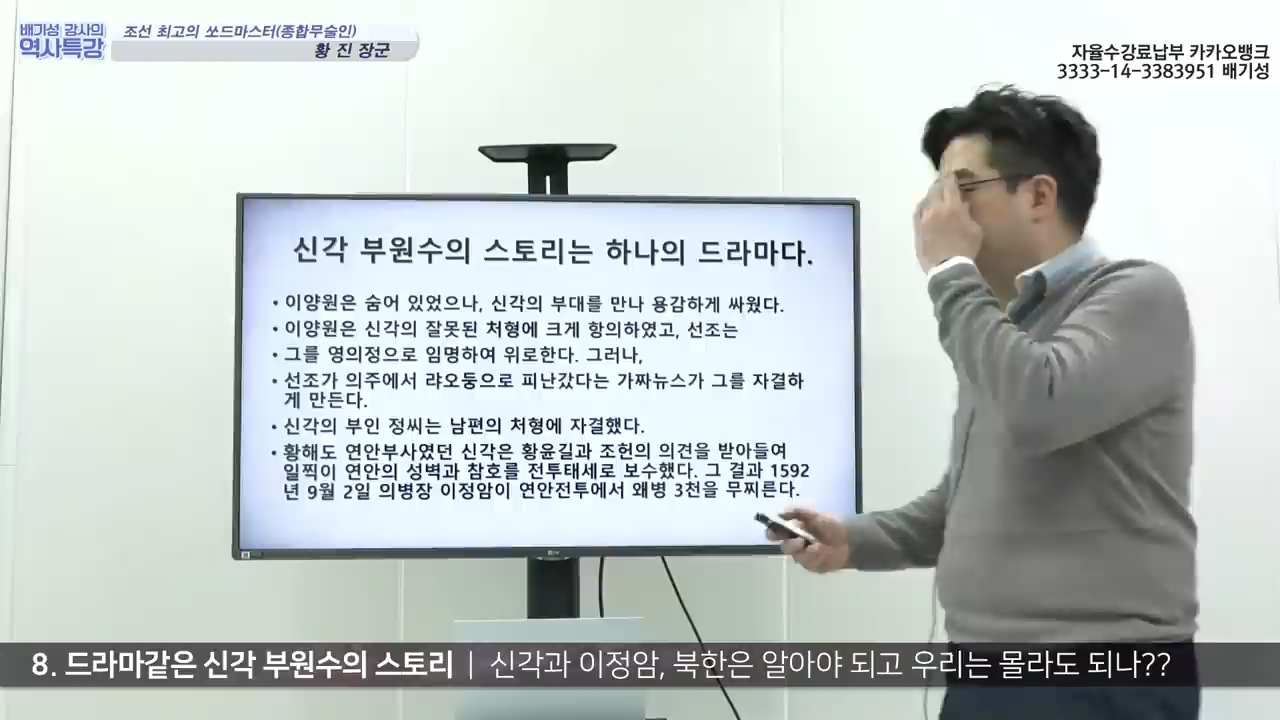 배기성 강사의
역사특강
조선 최고의 쏘드마스터(종합무술인)
황 진 장군
자율수강료납부 카카오뱅크
3333-14-3383951 배기성
신각 부원수의 스토리는 하나의 드라마다.
• 이양원은 숨어 있었으나, 신각의 부대를 만나 용감하게 싸웠다.
• 이양원은 신각의 잘못된 처형에 크게 항의하였고, 선조는
• 그를 영의정으로 임명하여 위로한다. 그러나,
• 선조가 의주에서 랴오둥으로 피난갔다는 가짜뉴스가 그를 자결하
게 만든다.
• 신각의 부인 정씨는 남편의 처형에 자결했다.
• 황해도 연안부사였던 신각은 황윤길과 조헌의 의견을 받아들여
일찍이 연안의 성벽과 참호를 전투태세로 보수했다. 그 결과 1592
년 9월 2일 의병장 이정암이 연안전투에서 왜병 3천을 무찌른다.
8. 드라마같은 신각 부원수의 스토리 | 신각과 이정암, 북한은 알아야 되고 우리는 몰라도 되나??